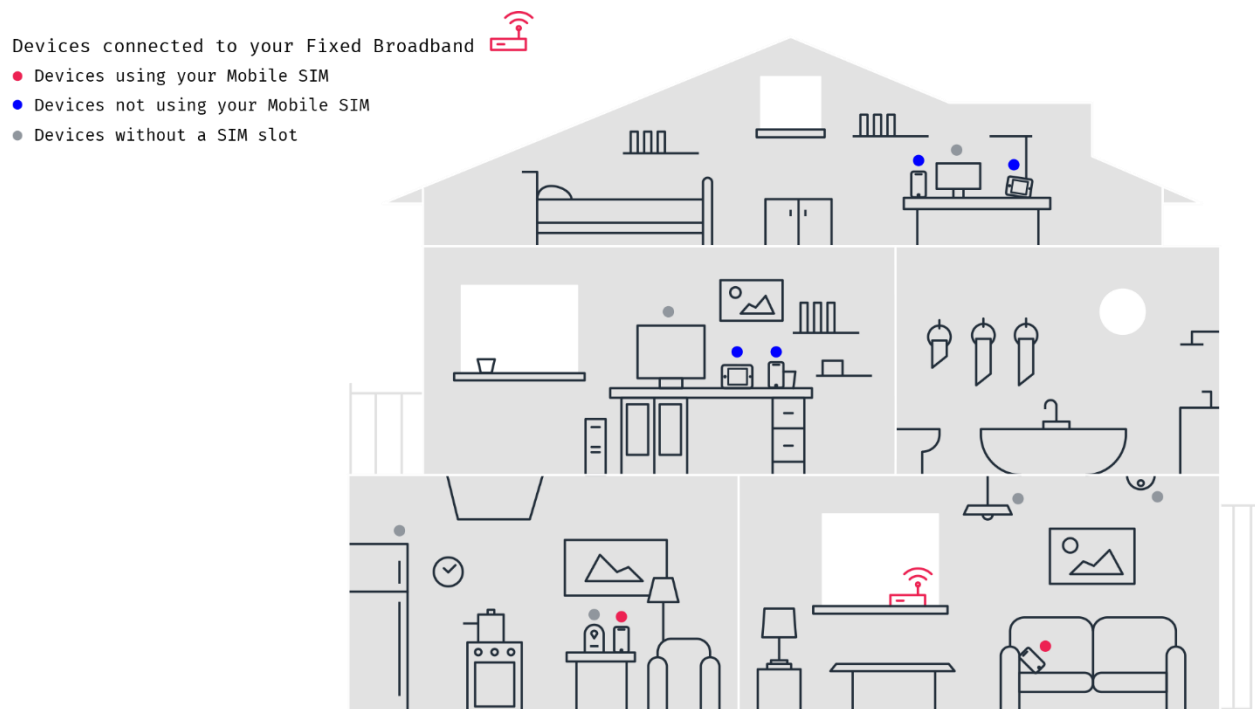 Devices connected to your Fixed Broadband
Devices using your Mobile SIM
Devices not using your Mobile SIM
Devices without a SIM slot